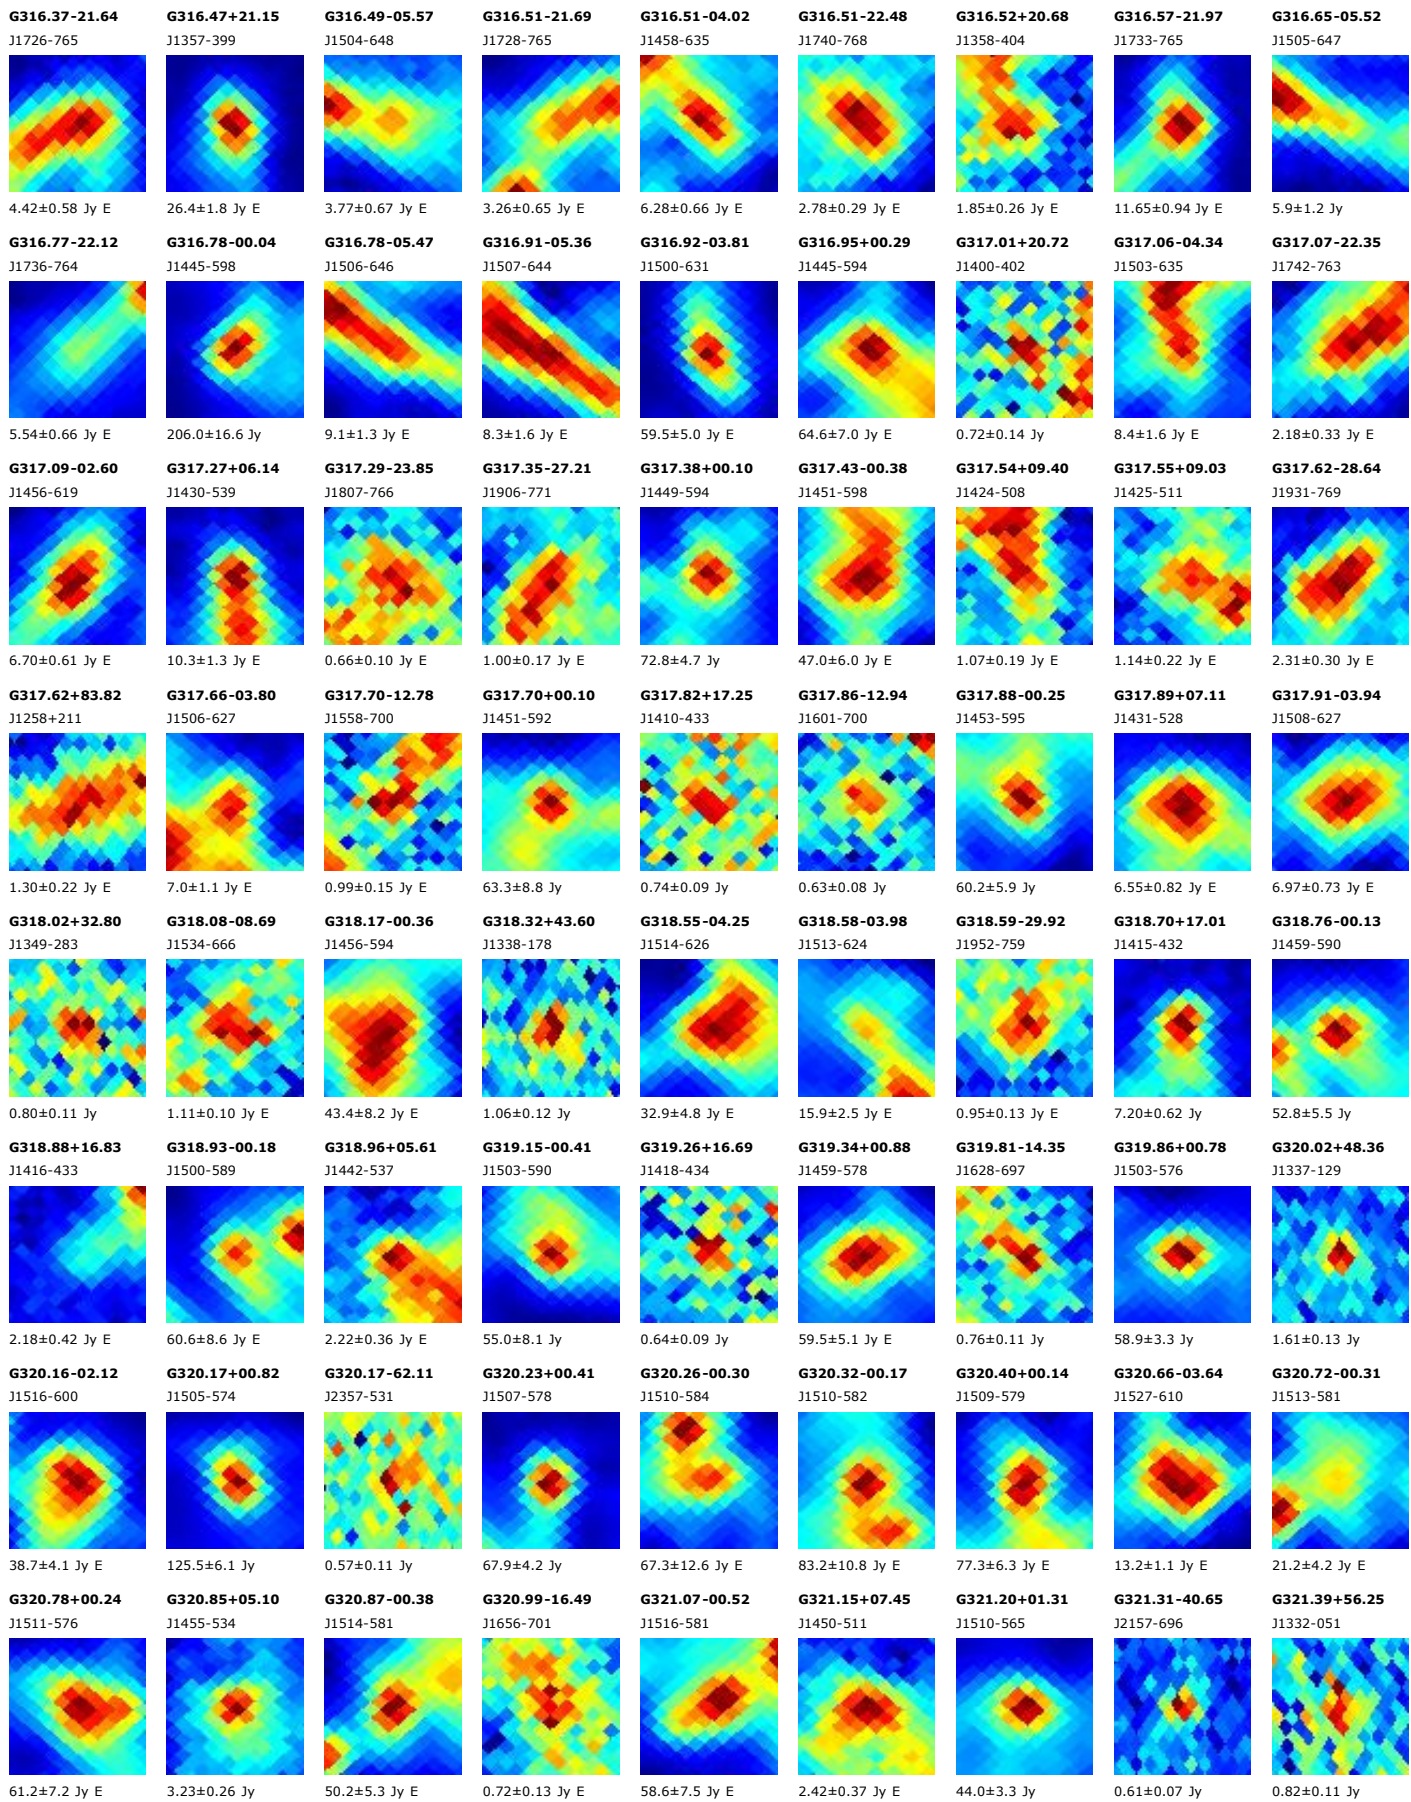 G316.37-21.64 G316.47+21.15 G316.49-05.57 G316.51-21.69 G316.51-04.02 G316.51-22.48 G316.52+20.68 G316.57-21.97 G316.65-05.52
J1726-765 J1357-399 J1504-648 J1728-765 J1458-635 J1740-768 J1358-404 J1733-765 J1505-647
4.42±0.58 Jy E 26.4±1.8 Jy E 3.77±0.67 Jy E 3.26±0.65 Jy E 6.28±0.66 Jy E 2.78±0.29 Jy E 1.85±0.26 Jy E 11.65±0.94 Jy E 5.9±1.2 Jy
G316.77-22.12 G316.78-00.04 G316.78-05.47 G316.91-05.36 G316.92-03.81 G316.95+00.29 G317.01+20.72 G317.06-04.34 G317.07-22.35
J1736-764 J1445-598 J1506-646 J1507-644 J1500-631 J1445-594 J1400-402 J1503-635 J1742-763
5.54±0.66 Jy E 206.0±16.6 Jy 9.1±1.3 Jy E 8.3±1.6 Jy E 59.5±5.0 Jy E 64.6±7.0 Jy E 0.72±0.14 Jy 8.4±1.6 Jy E 2.18±0.33 Jy E
G317.09-02.60 G317.27+06.14 G317.29-23.85 G317.35-27.21 G317.38+00.10 G317.43-00.38 G317.54+09.40 G317.55+09.03 G317.62-28.64
J1456-619 J1430-539 J1807-766 J1906-771 J1449-594 J1451-598 J1424-508 J1425-511 J1931-769
6.70±0.61 Jy E 10.3±1.3 Jy E 0.66±0.10 Jy E 1.00±0.17 Jy E 72.8±4.7 Jy 47.0±6.0 Jy E 1.07±0.19 Jy E 1.14±0.22 Jy E 2.31±0.30 Jy E
G317.62+83.82 G317.66-03.80 G317.70-12.78 G317.70+00.10 G317.82+17.25 G317.86-12.94 G317.88-00.25 G317.89+07.11 G317.91-03.94
J1258+211 J1506-627 J1558-700 J1451-592 J1410-433 J1601-700 J1453-595 J1431-528 J1508-627
1.30±0.22 Jy E 7.0±1.1 Jy E 0.99±0.15 Jy E 63.3±8.8 Jy 0.74±0.09 Jy 0.63±0.08 Jy 60.2±5.9 Jy 6.55±0.82 Jy E 6.97±0.73 Jy E
G318.02+32.80 G318.08-08.69 G318.17-00.36 G318.32+43.60 G318.55-04.25 G318.58-03.98 G318.59-29.92 G318.70+17.01 G318.76-00.13
J1349-283 J1534-666 J1456-594 J1338-178 J1514-626 J1513-624 J1952-759 J1415-432 J1459-590
0.80±0.11 Jy 1.11±0.10 Jy E 43.4±8.2 Jy E 1.06±0.12 Jy 32.9±4.8 Jy E 15.9±2.5 Jy E 0.95±0.13 Jy E 7.20±0.62 Jy 52.8±5.5 Jy
G318.88+16.83 G318.93-00.18 G318.96+05.61 G319.15-00.41 G319.26+16.69 G319.34+00.88 G319.81-14.35 G319.86+00.78 G320.02+48.36
J1416-433 J1500-589 J1442-537 J1503-590 J1418-434 J1459-578 J1628-697 J1503-576 J1337-129
2.18±0.42 Jy E 60.6±8.6 Jy E 2.22±0.36 Jy E 55.0±8.1 Jy 0.64±0.09 Jy 59.5±5.1 Jy E 0.76±0.11 Jy 58.9±3.3 Jy 1.61±0.13 Jy
G320.16-02.12 G320.17+00.82 G320.17-62.11 G320.23+00.41 G320.26-00.30 G320.32-00.17 G320.40+00.14 G320.66-03.64 G320.72-00.31
J1516-600 J1505-574 J2357-531 J1507-578 J1510-584 J1510-582 J1509-579 J1527-610 J1513-581
38.7±4.1 Jy E 125.5±6.1 Jy 0.57±0.11 Jy 67.9±4.2 Jy 67.3±12.6 Jy E 83.2±10.8 Jy E 77.3±6.3 Jy E 13.2±1.1 Jy E 21.2±4.2 Jy E
G320.78+00.24 G320.85+05.10 G320.87-00.38 G320.99-16.49 G321.07-00.52 G321.15+07.45 G321.20+01.31 G321.31-40.65 G321.39+56.25
J1511-576 J1455-534 J1514-581 J1656-701 J1516-581 J1450-511 J1510-565 J2157-696 J1332-051
61.2±7.2 Jy E 3.23±0.26 Jy 50.2±5.3 Jy E 0.72±0.13 Jy E 58.6±7.5 Jy E 2.42±0.37 Jy E 44.0±3.3 Jy 0.61±0.07 Jy 0.82±0.11 Jy